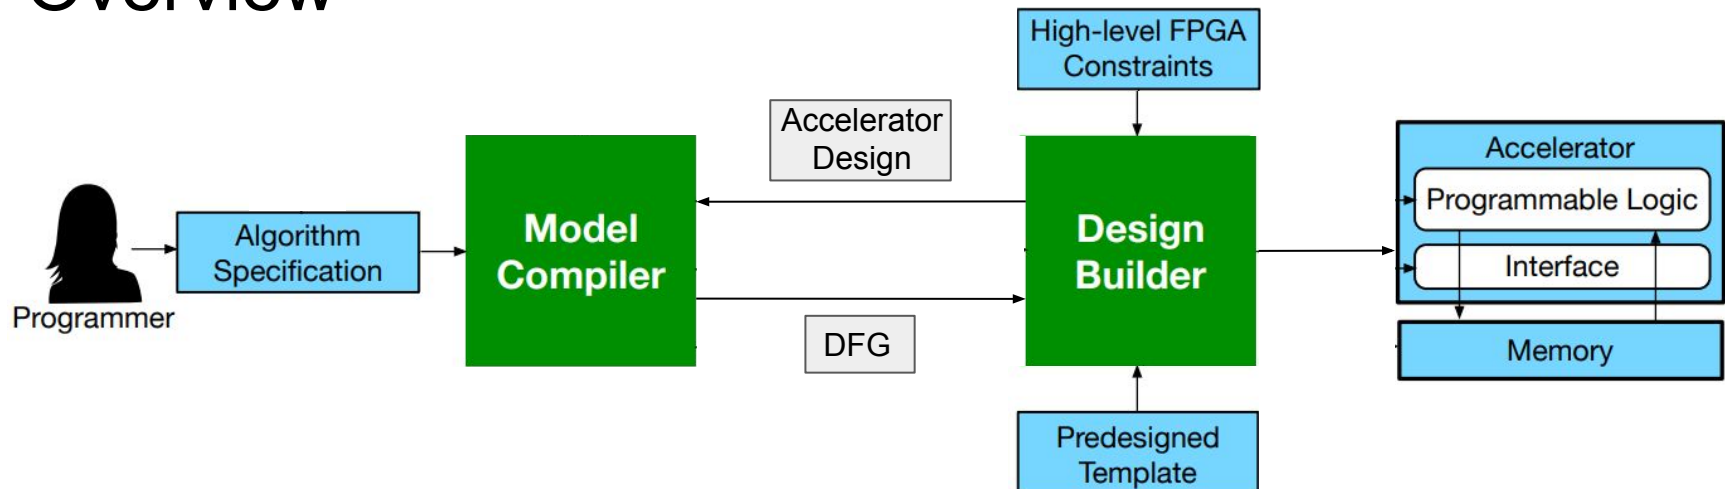 Overview
High-level FPGA
Constraints
Accelerator
Design
Accelerator
Programmable Logic
Interface
Memory
Model
Compiler
Design
Builder
Algorithm
Specification
Programmer
DFG
Predesigned
Template